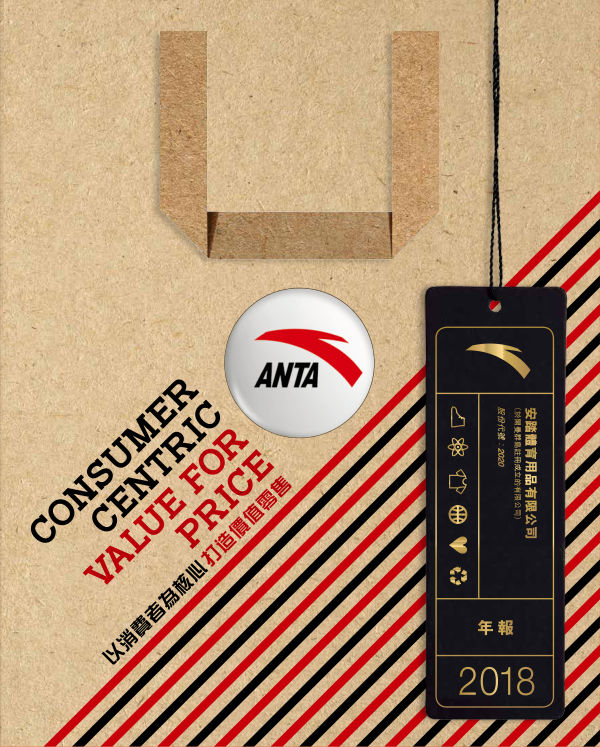 ANTA
CONSUMER
CENTRIC
VALUE FOR
PRICE
以消費者為核心 打造價值零售
安踏體育用品有限公司
(於開曼群島註冊成立的有限公司)
股份代號：2020
年報
2018